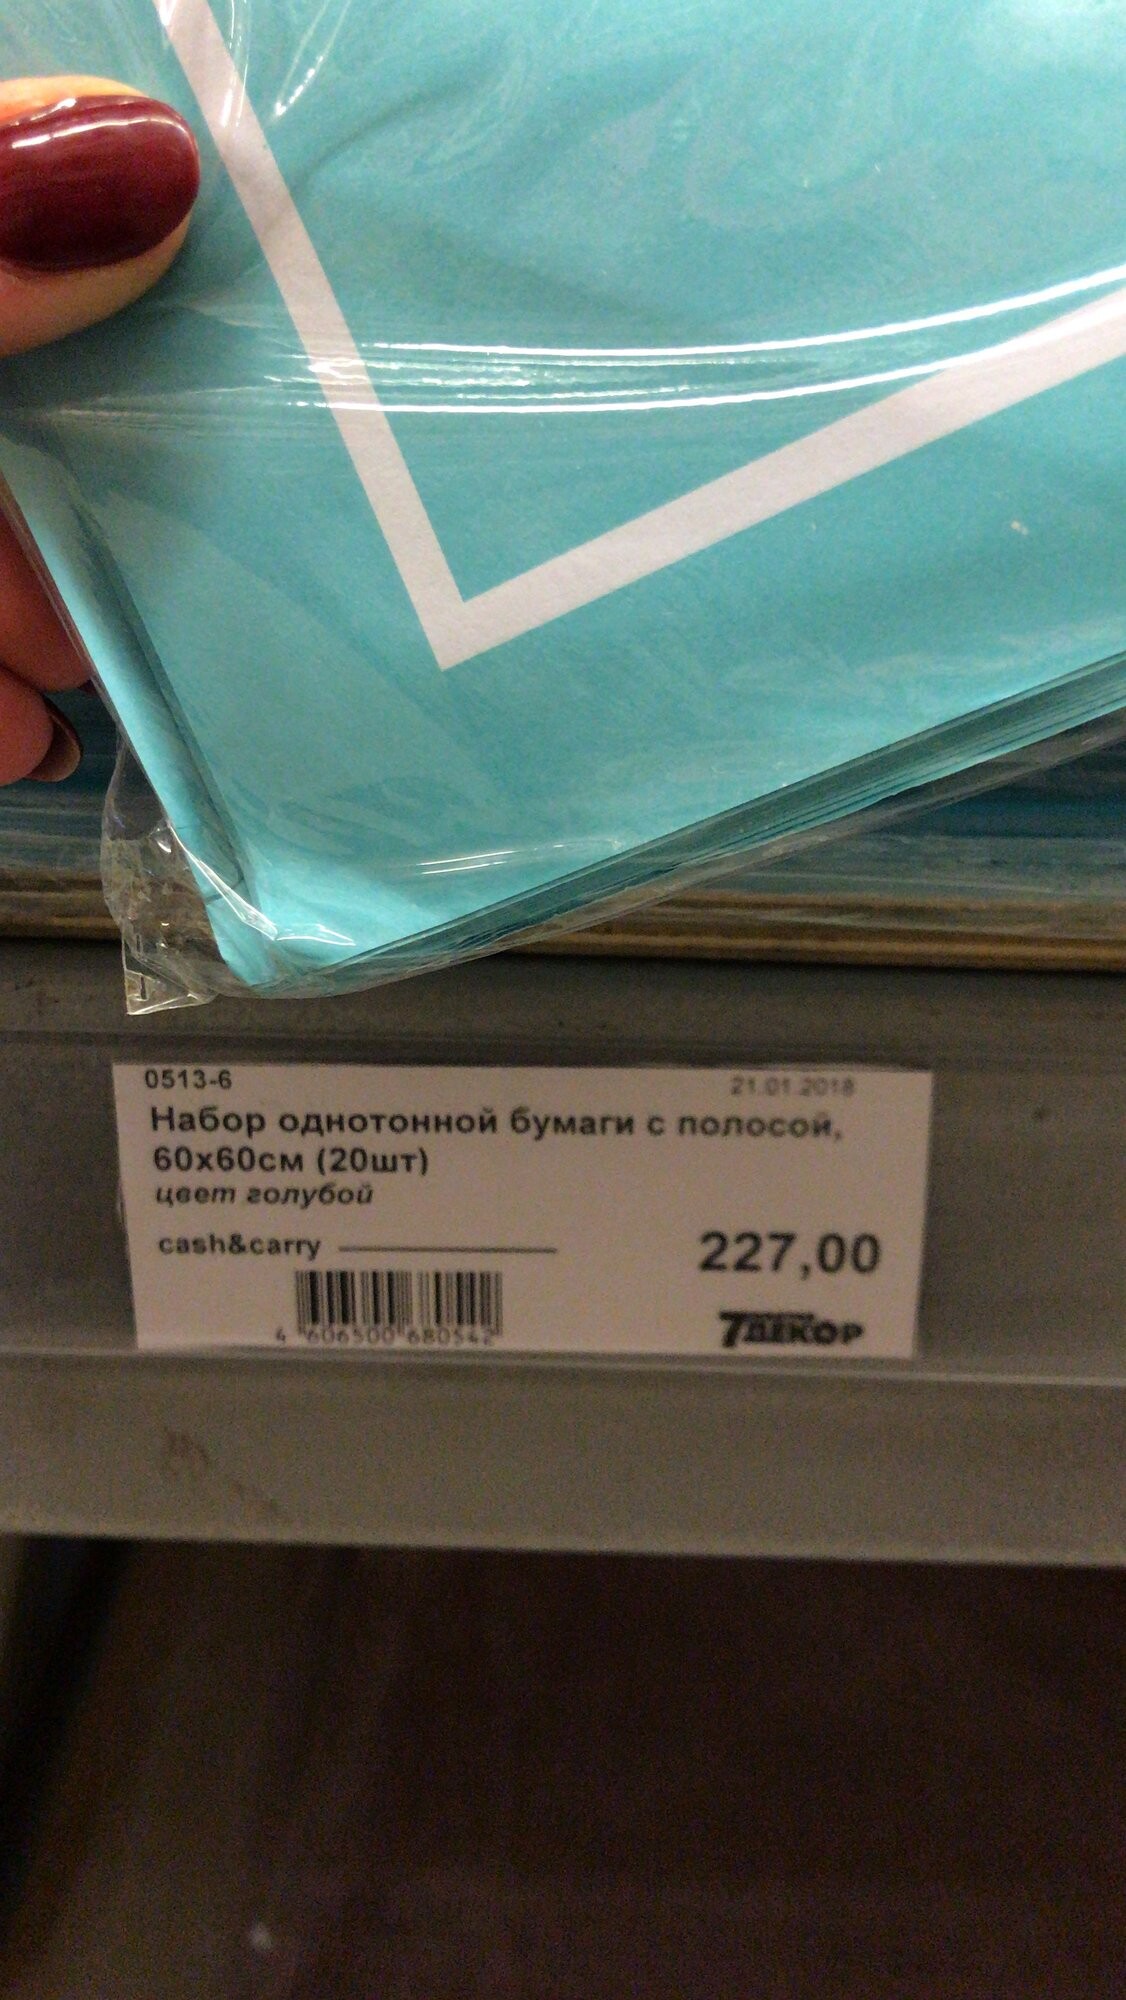 0513-6 21.01.2018
Набор однотонной бумаги с полосой,
60х60см (20шт)
цвет голубой
cash&carry 227,00
4 606500 680542
7ДЕКОР